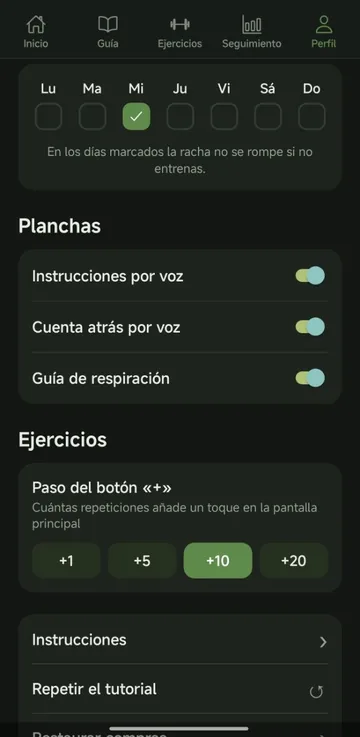 Inicio Guía Ejercicios Seguimiento Perfil
Lu Ma Mi Ju Vi Sá Do
En los días marcados la racha no se rompe si no
entrenas.
Planchas
Instrucciones por voz
Cuenta atrás por voz
Guía de respiración
Ejercicios
Paso del botón «+»
Cuántas repeticiones añade un toque en la pantalla
principal
+1 +5 +10 +20
Instrucciones
Repetir el tutorial
Restaurar compras